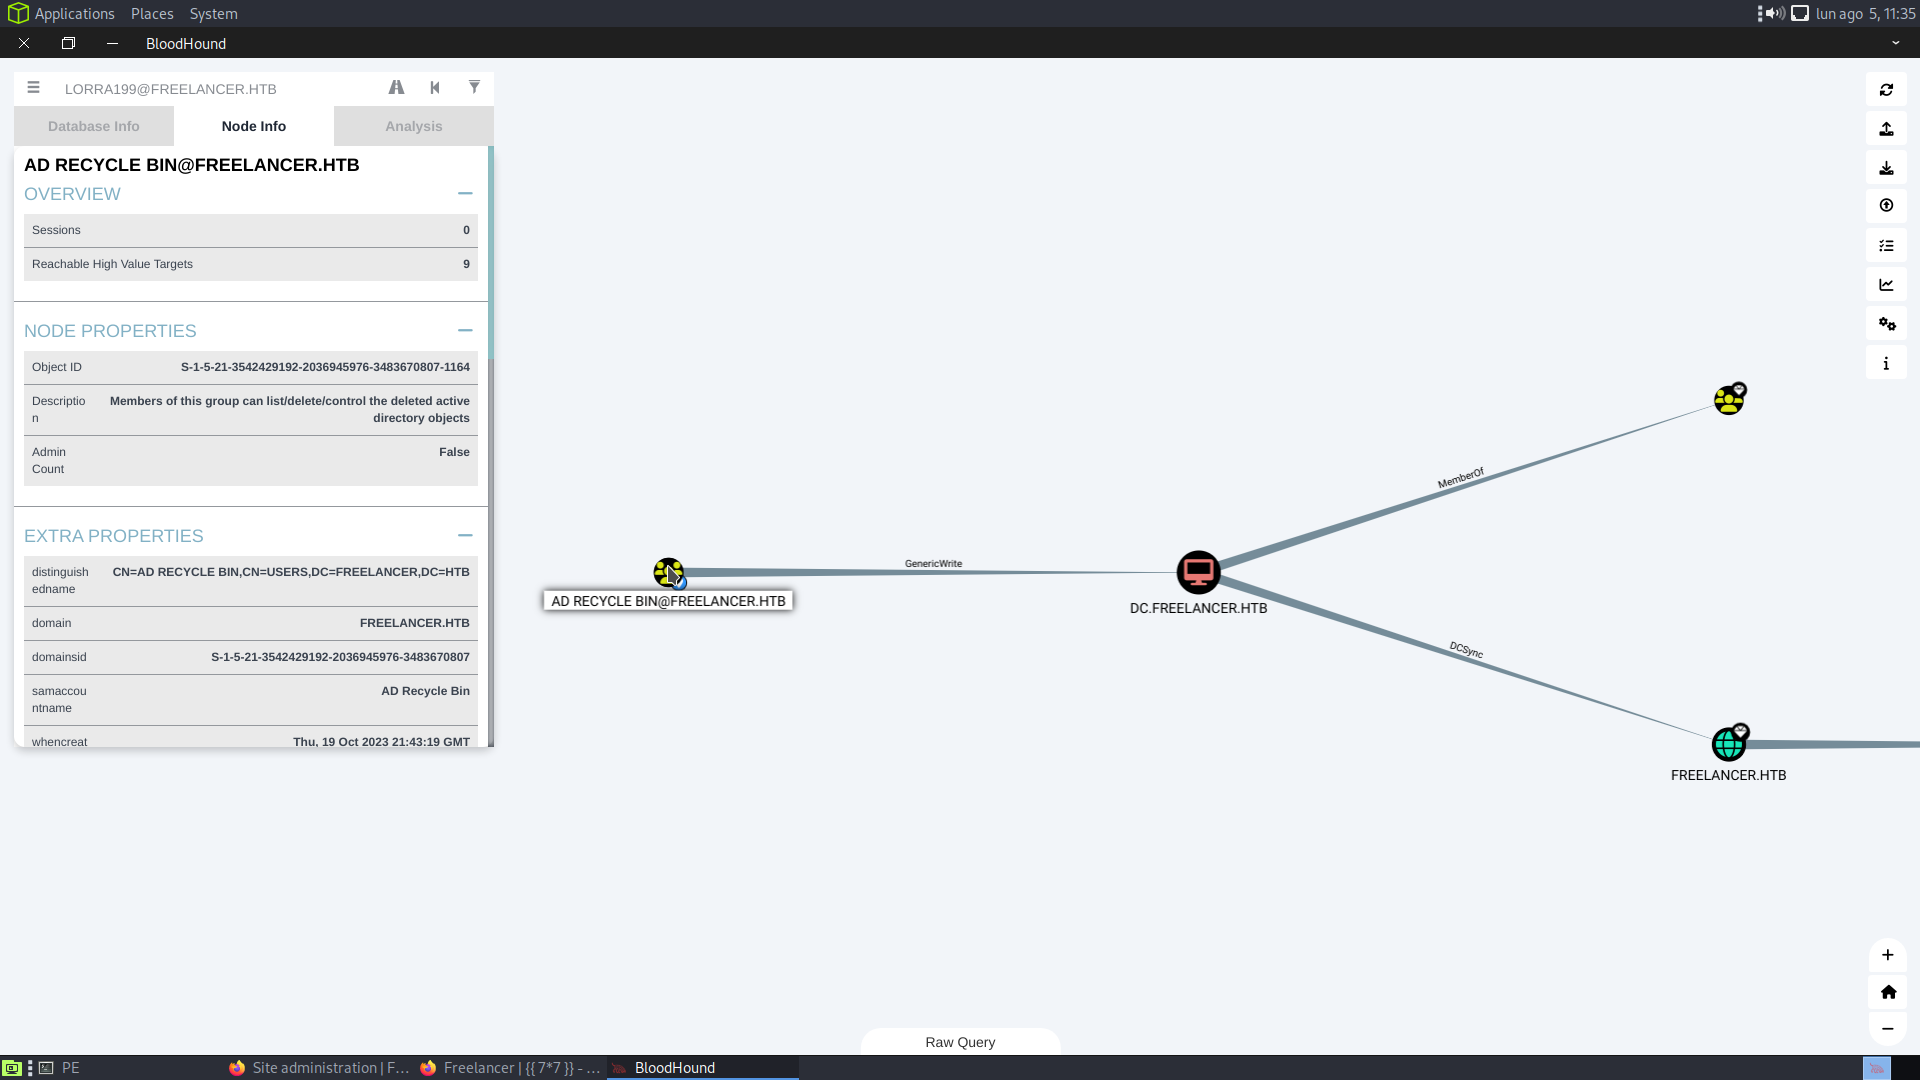 Applications Places System
lun ago 5, 11:35
BloodHound
LORRA199@FREELANCER.HTB
Database Info Node Info Analysis
AD RECYCLE BIN@FREELANCER.HTB
OVERVIEW
Sessions 0
Reachable High Value Targets 9
NODE PROPERTIES
Object ID S-1-5-21-3542429192-2036945976-3483670807-1164
Descriptio Members of this group can list/delete/control the deleted active
n directory objects
Admin False
Count
EXTRA PROPERTIES
distinguish CN=AD RECYCLE BIN,CN=USERS,DC=FREELANCER,DC=HTB
edname
domain FREELANCER.HTB
domainsid S-1-5-21-3542429192-2036945976-3483670807
samaccou AD Recycle Bin
ntname
whencreat Thu, 19 Oct 2023 21:43:19 GMT
MemberOf
GenericWrite
AD RECYCLE BIN@FREELANCER.HTB
DC.FREELANCER.HTB
DCSync
FREELANCER.HTB
Raw Query
PE
Site administration | F...
Freelancer | {{ 7*7 }} - ...
BloodHound